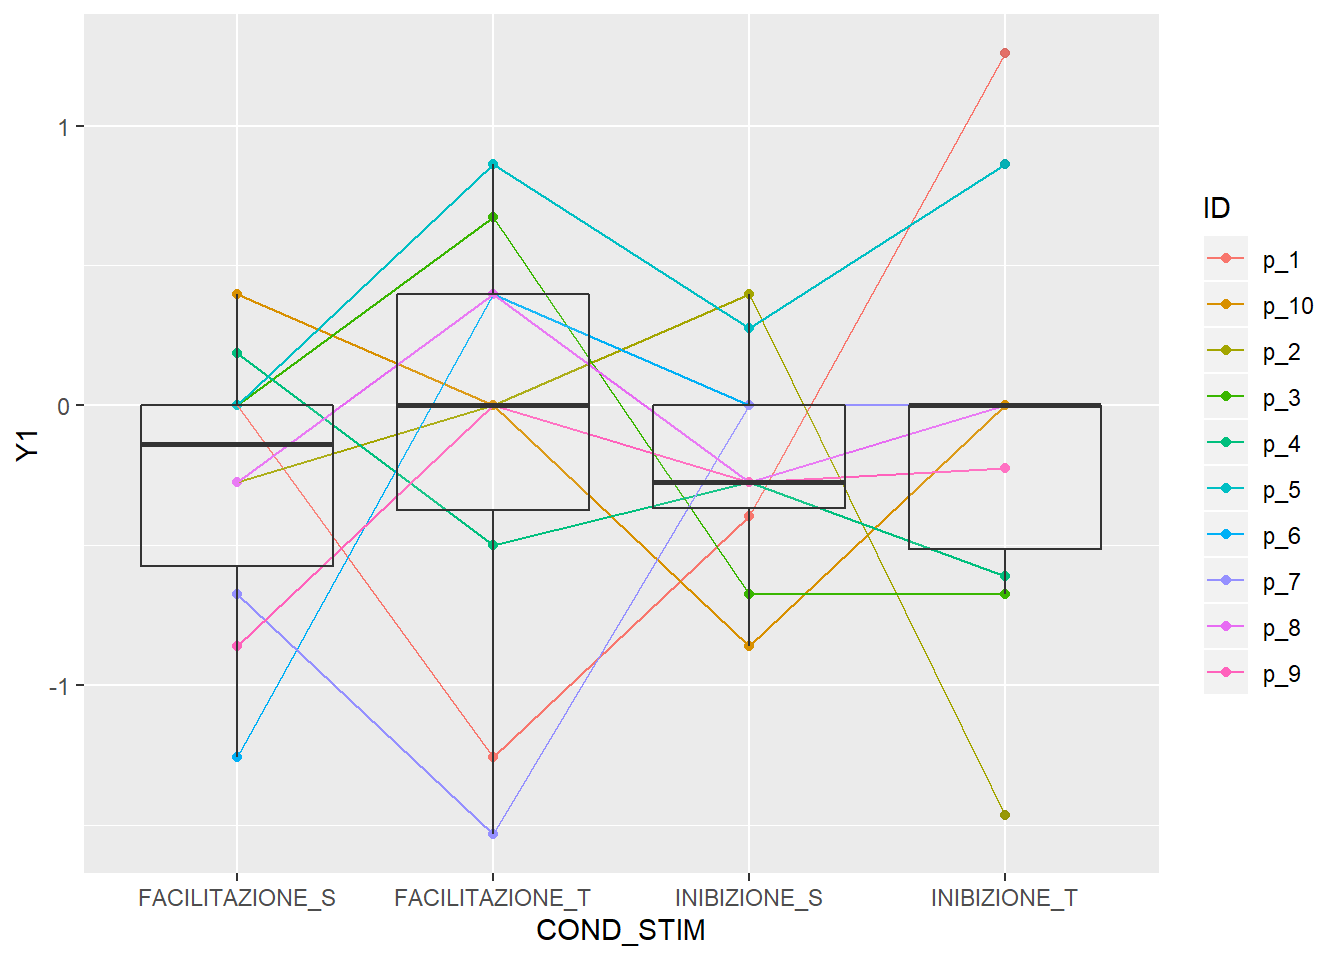 1
0
-1
Y1
FACILITAZIONE_S
FACILITAZIONE_T
INIBIZIONE_S
INIBIZIONE_T
COND_STIM
ID
p_1
p_10
p_2
p_3
p_4
p_5
p_6
p_7
p_8
p_9